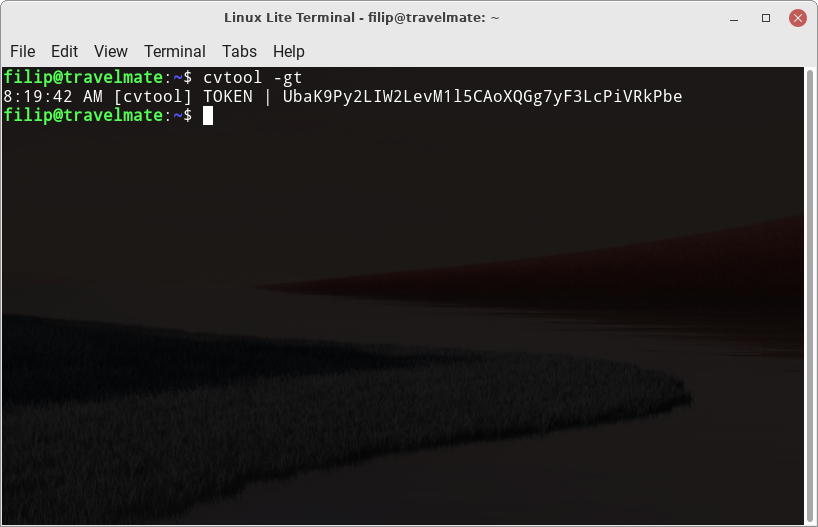 Linux Lite Terminal - filip@travelmate: ~
File Edit View Terminal Tabs Help
filip@travelmate:~$ cvtool -gt
8:19:42 AM [cvtool] TOKEN | UbaK9Py2LIW2LevM1l5CAoXQGg7yF3LcPiVRkPbe
filip@travelmate:~$